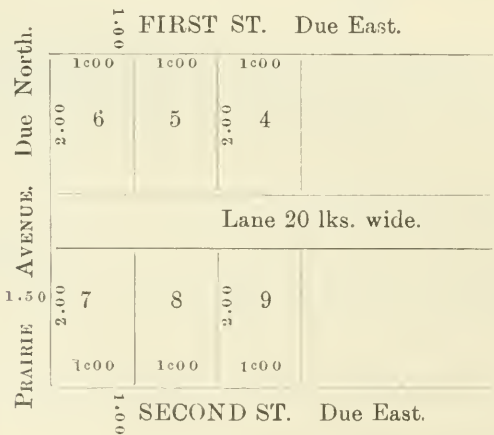 1.00 FIRST ST. Due East.
1c00 1c00 1c00
2.00 6 5 2.00 4
Lane 20 lks. wide.
PRAIRIE AVENUE. Due North.
1.50
2.00 7 8 2.00 9
1c00 1c00 1c00
1.00 SECOND ST. Due East.